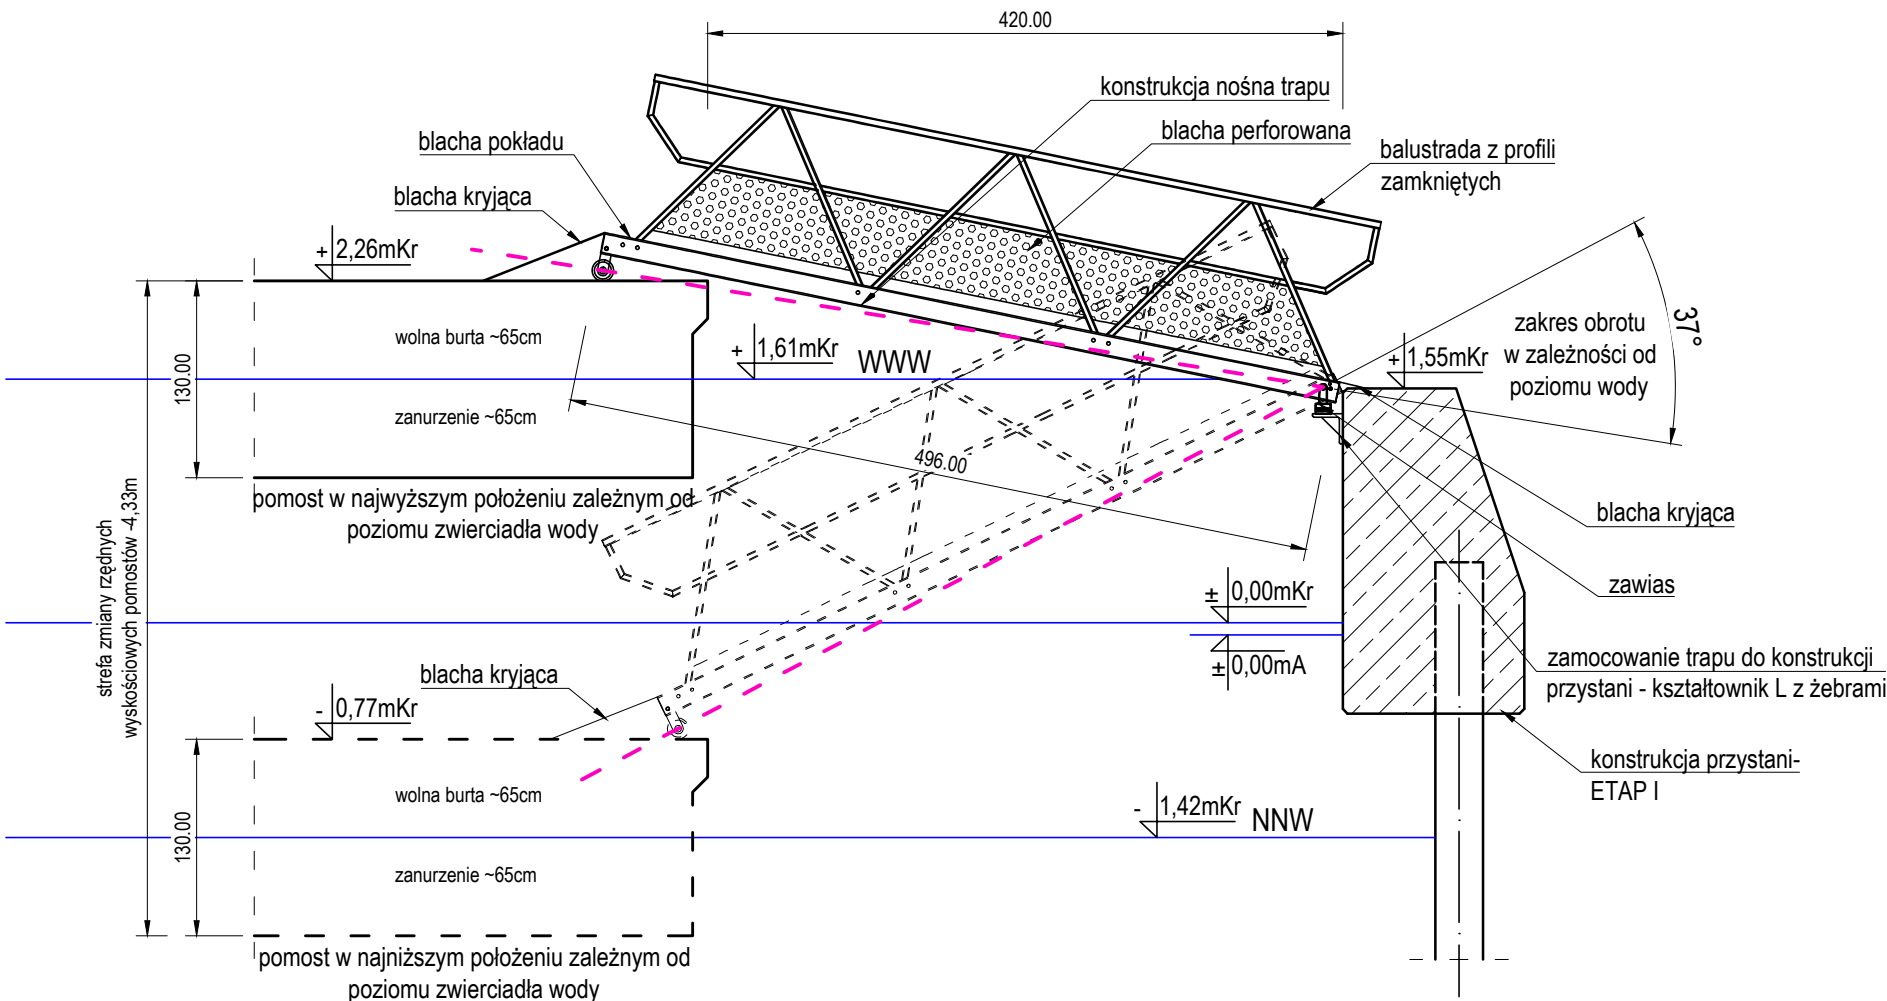 420.00
konstrukcja nośna trapu
blacha perforowana
blacha pokładu
balustrada z profili
zamkniętych
blacha kryjąca
+ 2,26mKr
37°
zakres obrotu
w zależności od
poziomu wody
wolna burta ~65cm
+ 1,61mKr
WWW
+ 1,55mKr
1300.00
zanurzenie ~65cm
496.00
pomost w najwyższym położeniu zależnym od
poziomu zwierciadła wody
blacha kryjąca
strefa zmiany rzędnych
wyskościowych pomostów -4,33m
± 0,00mKr
zawias
± 0,00mA
zamocowanie trapu do konstrukcji
przystani - kształtownik L z żebrami
blacha kryjąca
- 0,77mKr
konstrukcja przystani-
ETAP I
wolna burta ~65cm
- 1,42mKr
NNW
1300.00
zanurzenie ~65cm
pomost w najniższym położeniu zależnym od
poziomu zwierciadła wody